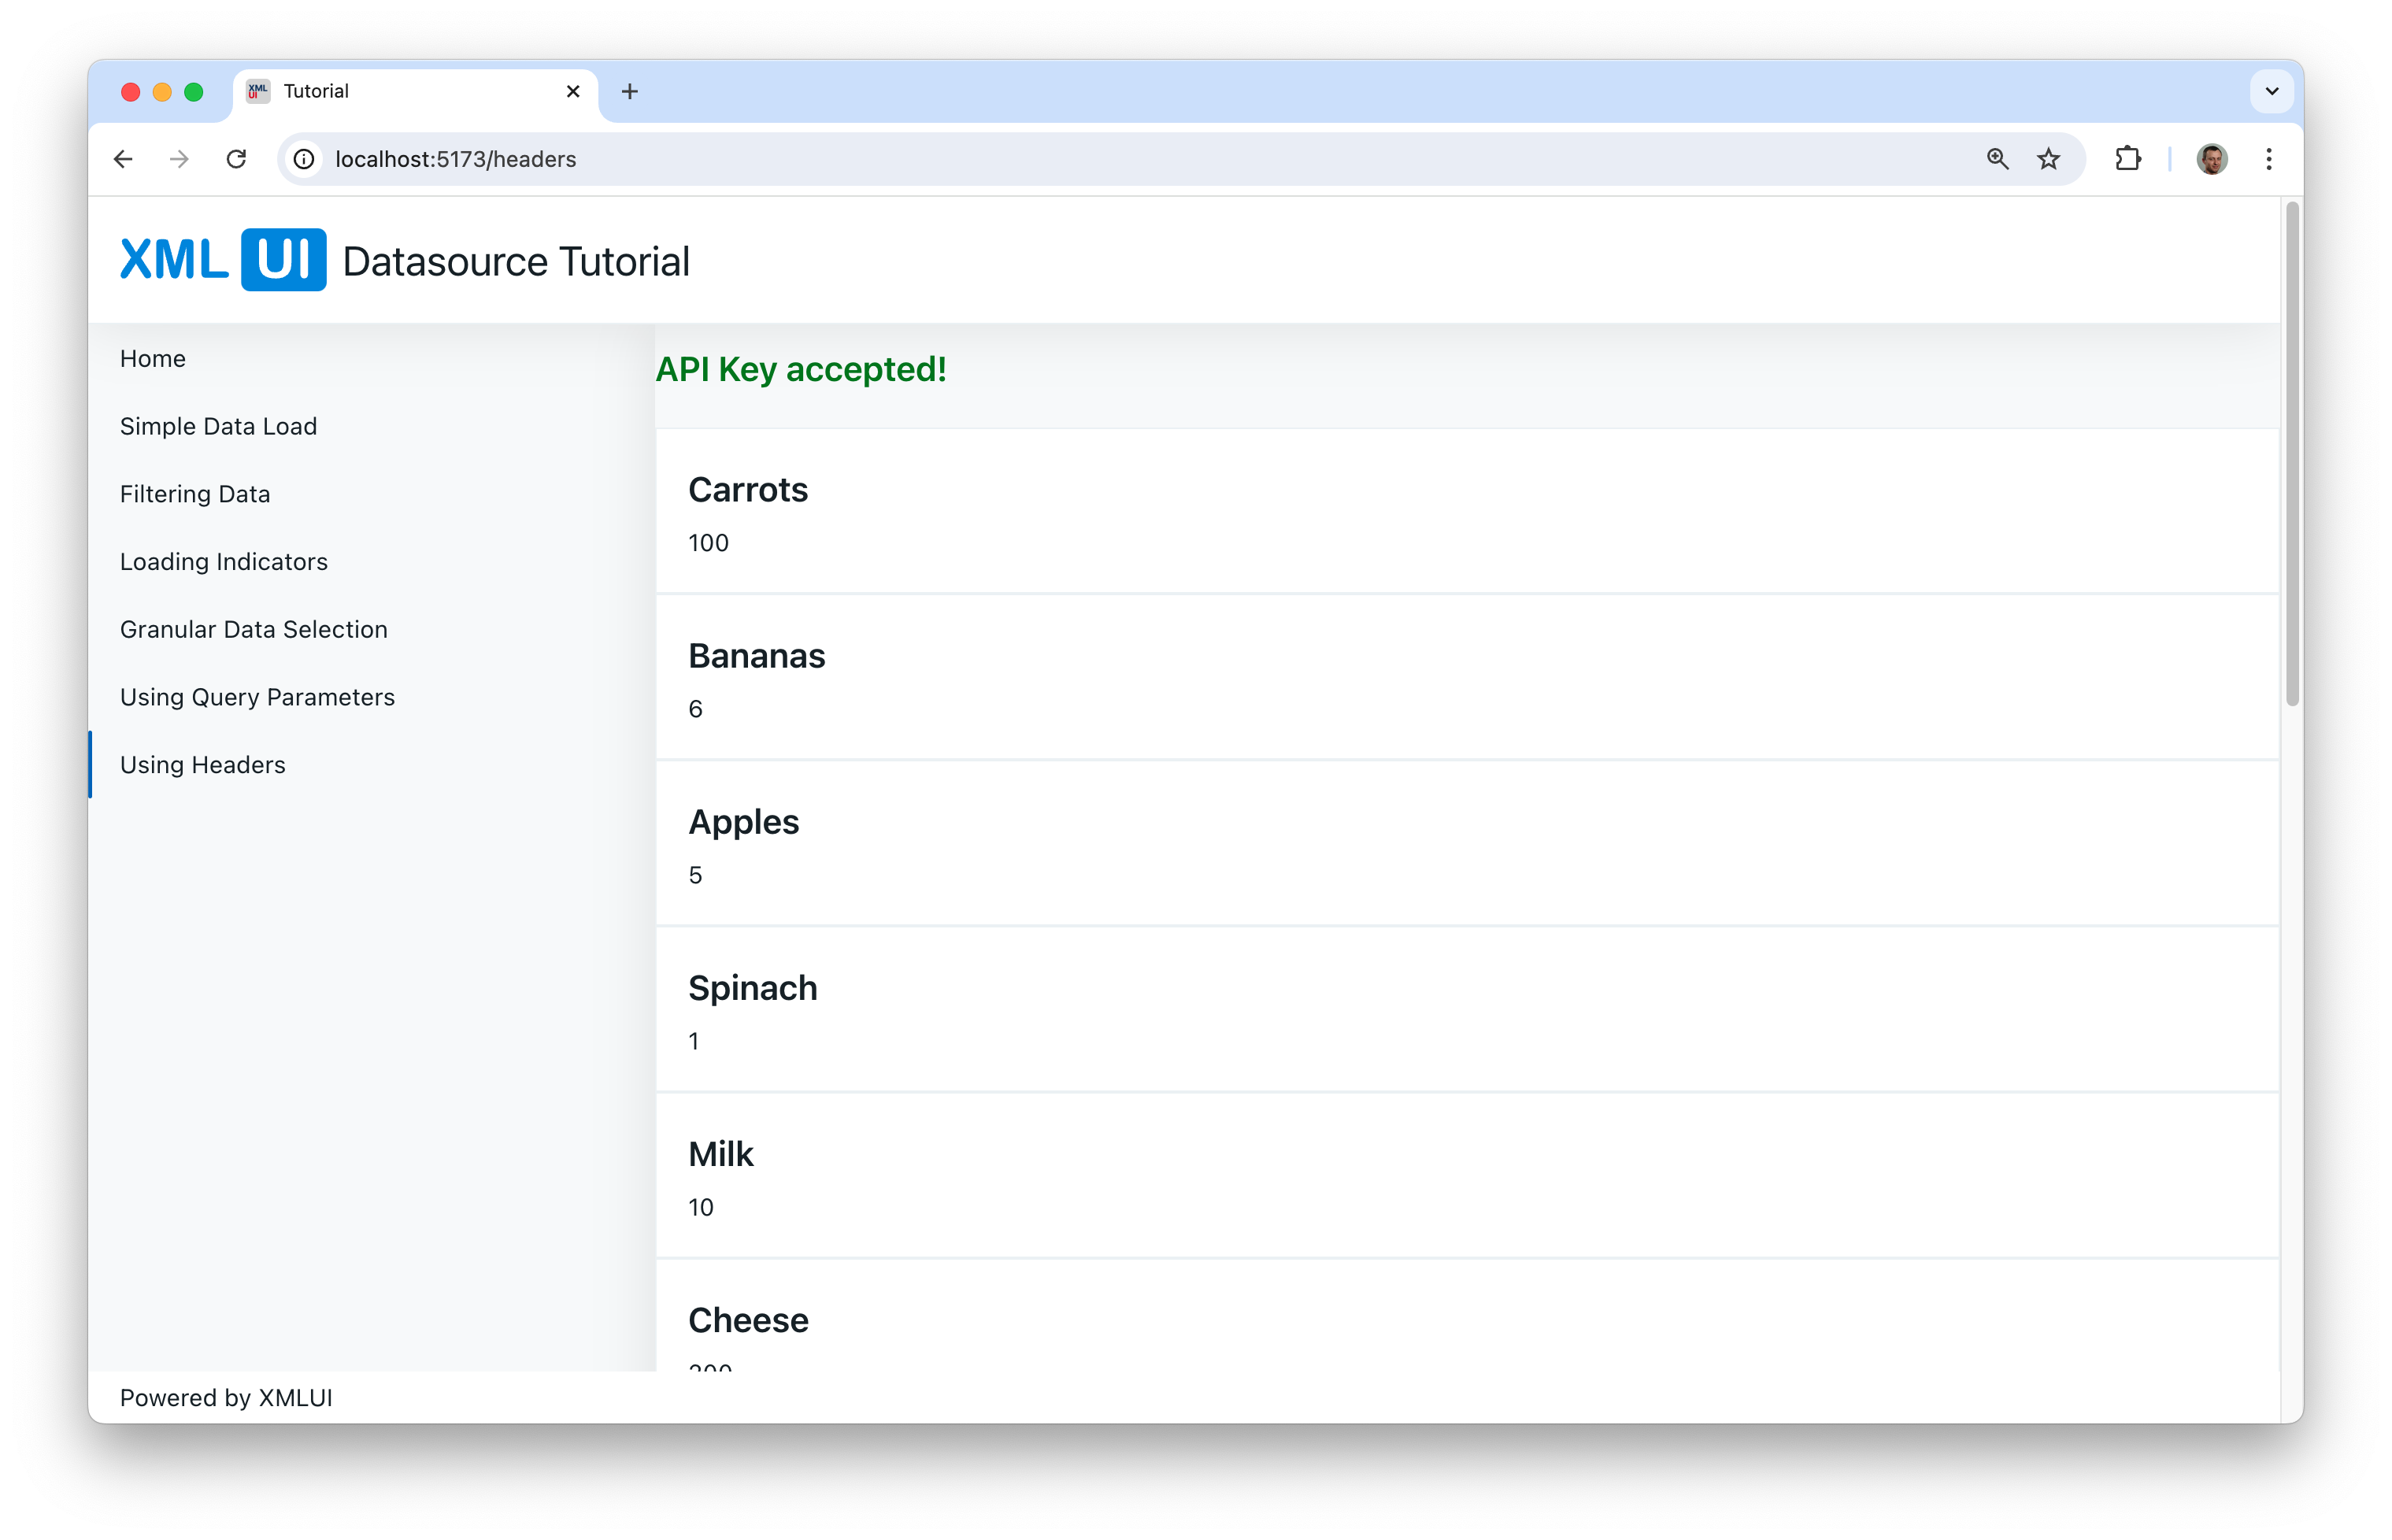 XML UI Tutorial
localhost:5173/headers
XML UI Datasource Tutorial
Home
Simple Data Load
Filtering Data
Loading Indicators
Granular Data Selection
Using Query Parameters
Using Headers
API Key accepted!
Carrots
100
Bananas
6
Apples
5
Spinach
1
Milk
10
Cheese
Powered by XMLUI